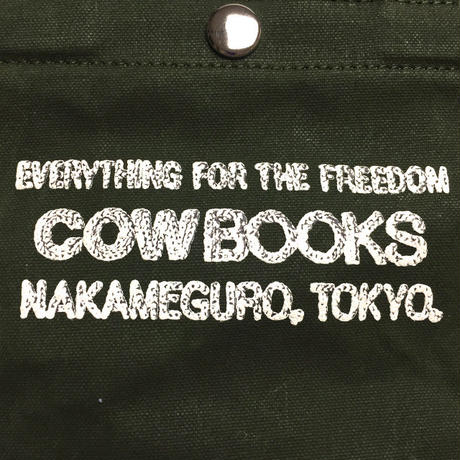 EVERYTHING FOR THE FREEDOM
COW BOOKS
NAKAMEGURO, TOKYO.